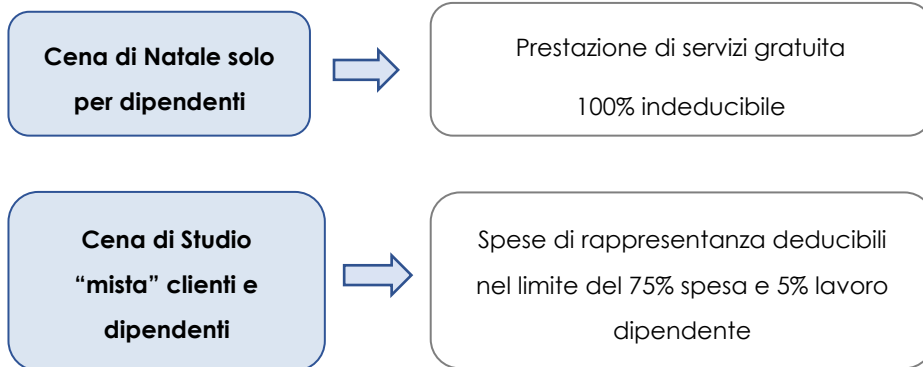 Cena di Natale solo
per dipendenti
Prestazione di servizi gratuita
100% indeducibile
Cena di Studio
“mista” clienti e
dipendenti
Spese di rappresentanza deducibili
nel limite del 75% spesa e 5% lavoro
dipendente